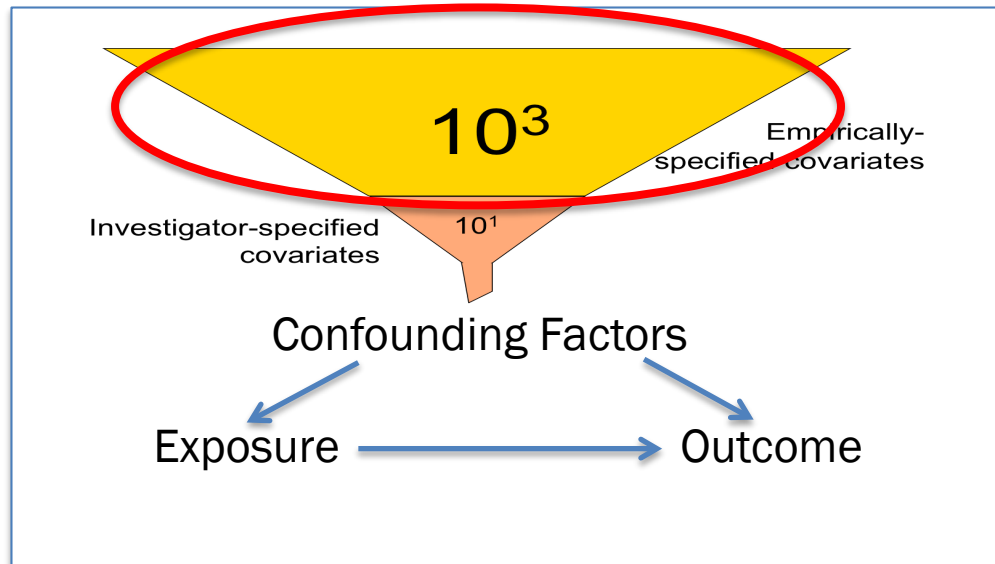 10³
Empirically-
specified covariates
10¹
Investigator-specified
covariates
Confounding Factors
Exposure
Outcome